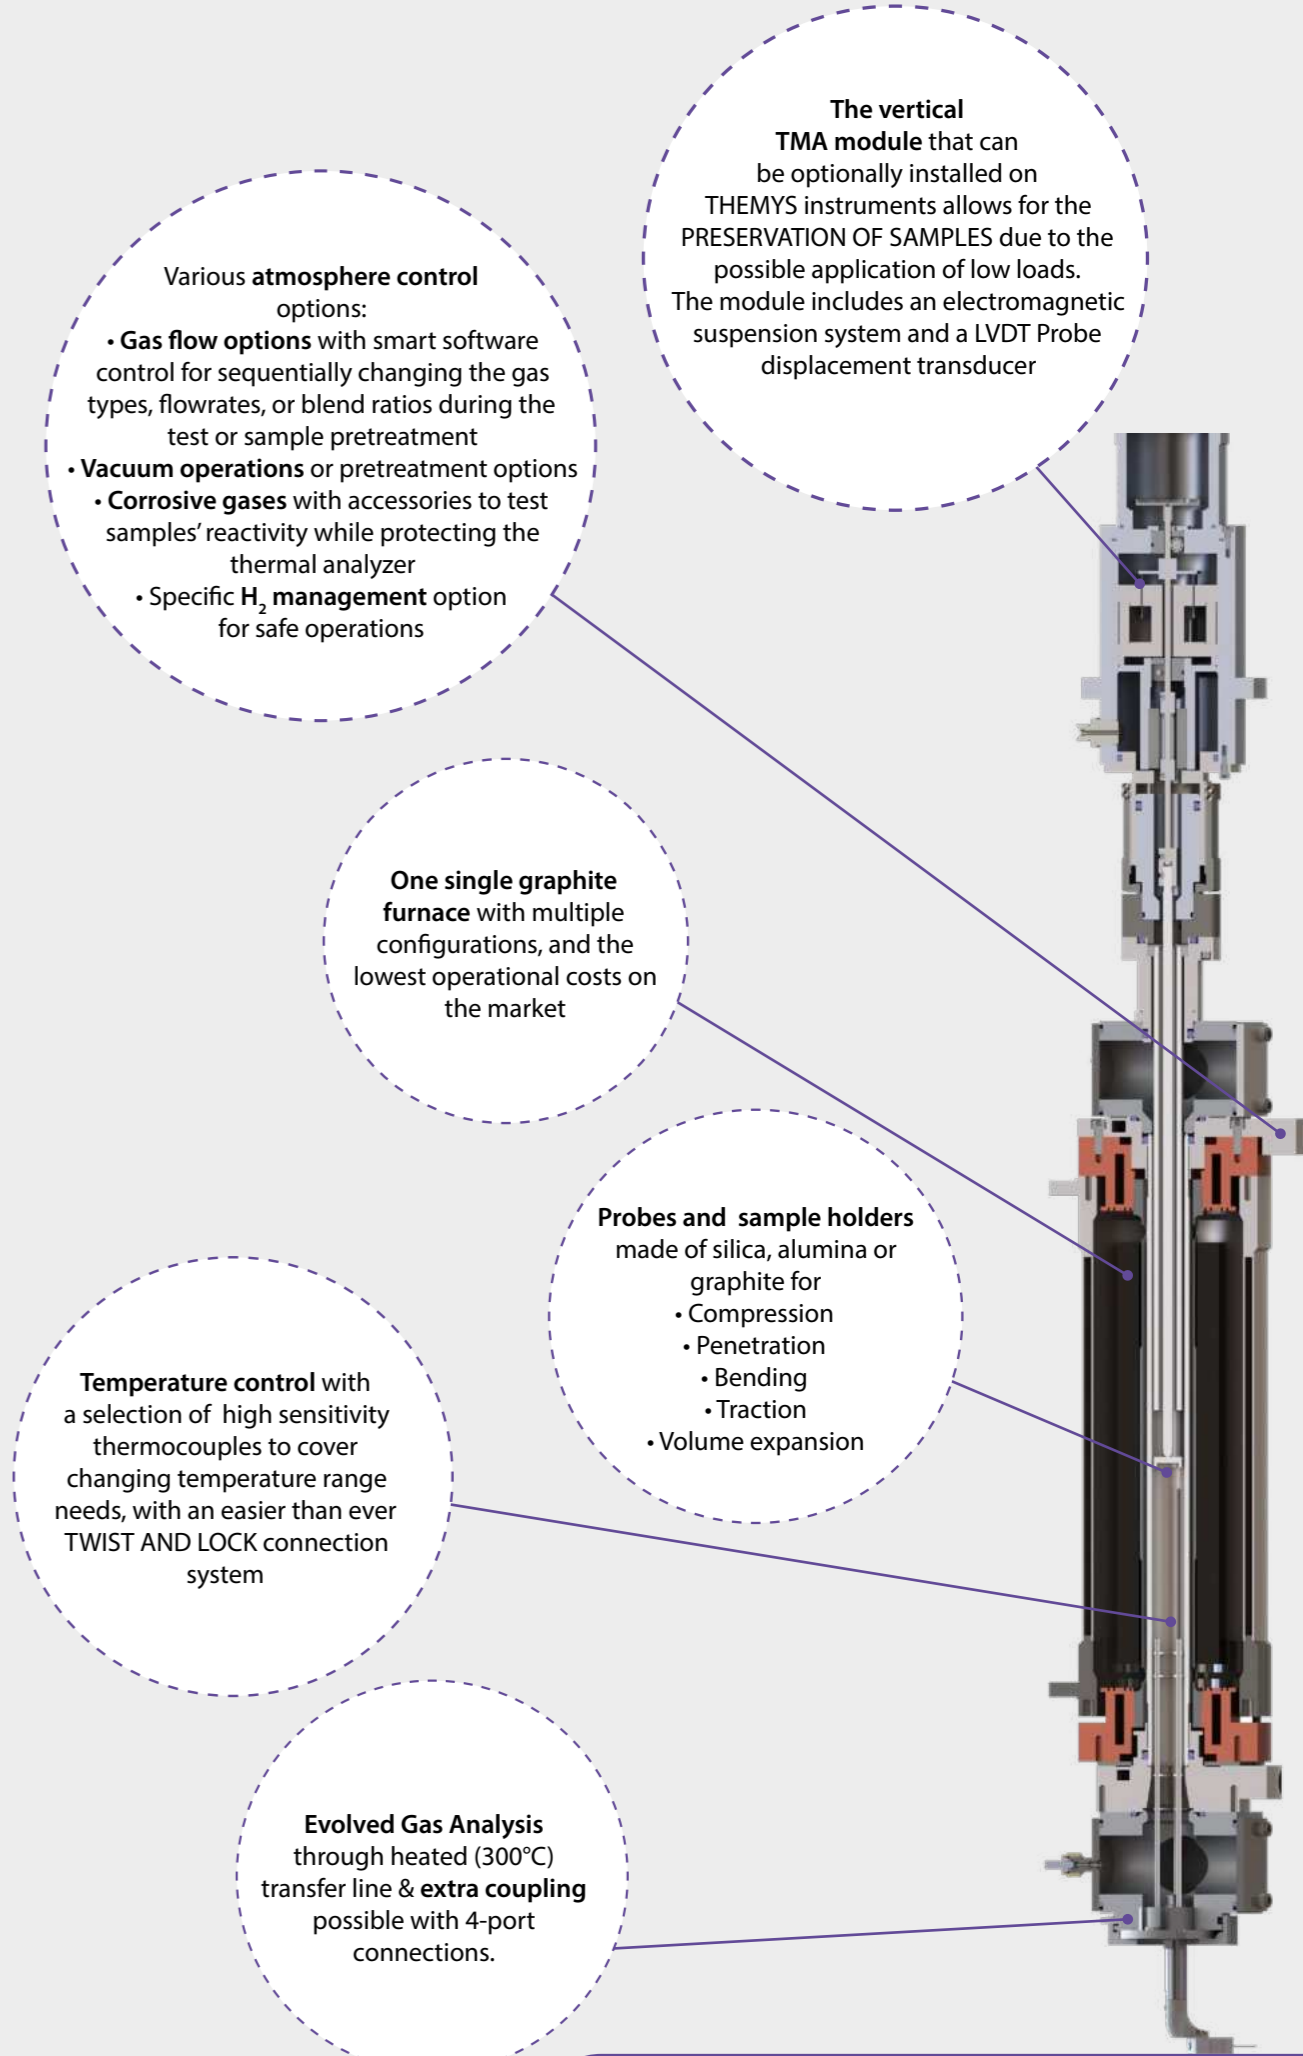 The vertical
TMA module that can
be optionally installed on
THEMYS instruments allows for the
PRESERVATION OF SAMPLES due to the
possible application of low loads.
The module includes an electromagnetic
suspension system and a LVDT Probe
displacement transducer
Various atmosphere control
options:
• Gas flow options with smart software
control for sequentially changing the gas
types, flowrates, or blend ratios during the
test or sample pretreatment
• Vacuum operations or pretreatment options
• Corrosive gases with accessories to test
samples' reactivity while protecting the
thermal analyzer
• Specific H₂ management option
for safe operations
One single graphite
furnace with multiple
configurations, and the
lowest operational costs on
the market
Probes and sample holders
made of silica, alumina or
graphite for
• Compression
• Penetration
• Bending
• Traction
• Volume expansion
Temperature control with
a selection of high sensitivity
thermocouples to cover
changing temperature range
needs, with an easier than ever
TWIST AND LOCK connection
system
Evolved Gas Analysis
through heated (300°C)
transfer line & extra coupling
possible with 4-port
connections.